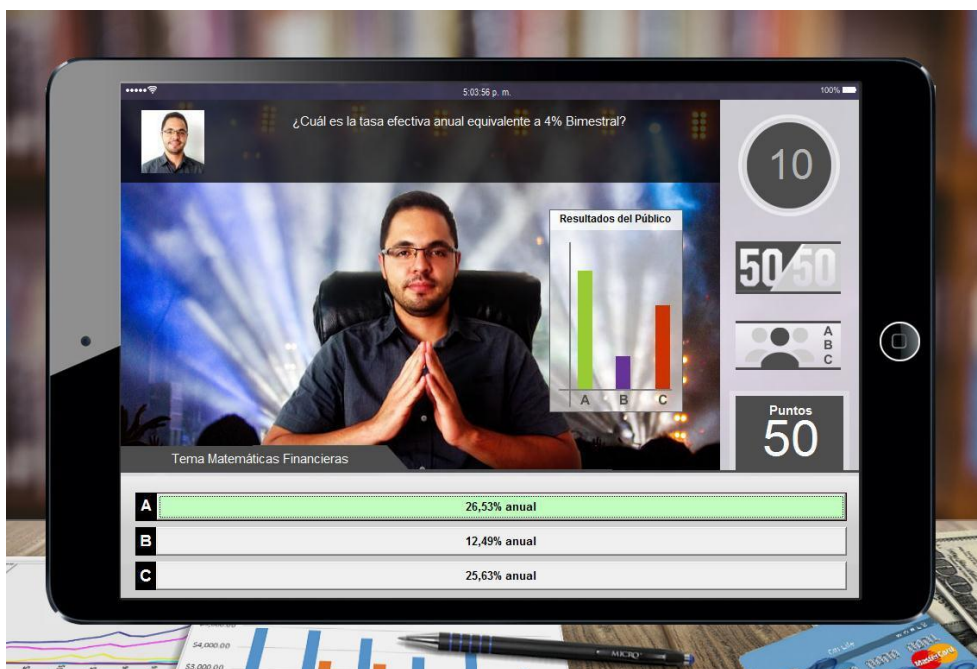 5:03:56 p. m.
100%
¿Cuál es la tasa efectiva anual equivalente a 4% Bimestral?
10
Resultados del Público
A B C
50/50
A
B
C
Puntos
50
Tema Matemáticas Financieras
A 26,53% anual
B 12,49% anual
C 25,63% anual
$4,000.00
$3,000.00
MICRO
MasterCard